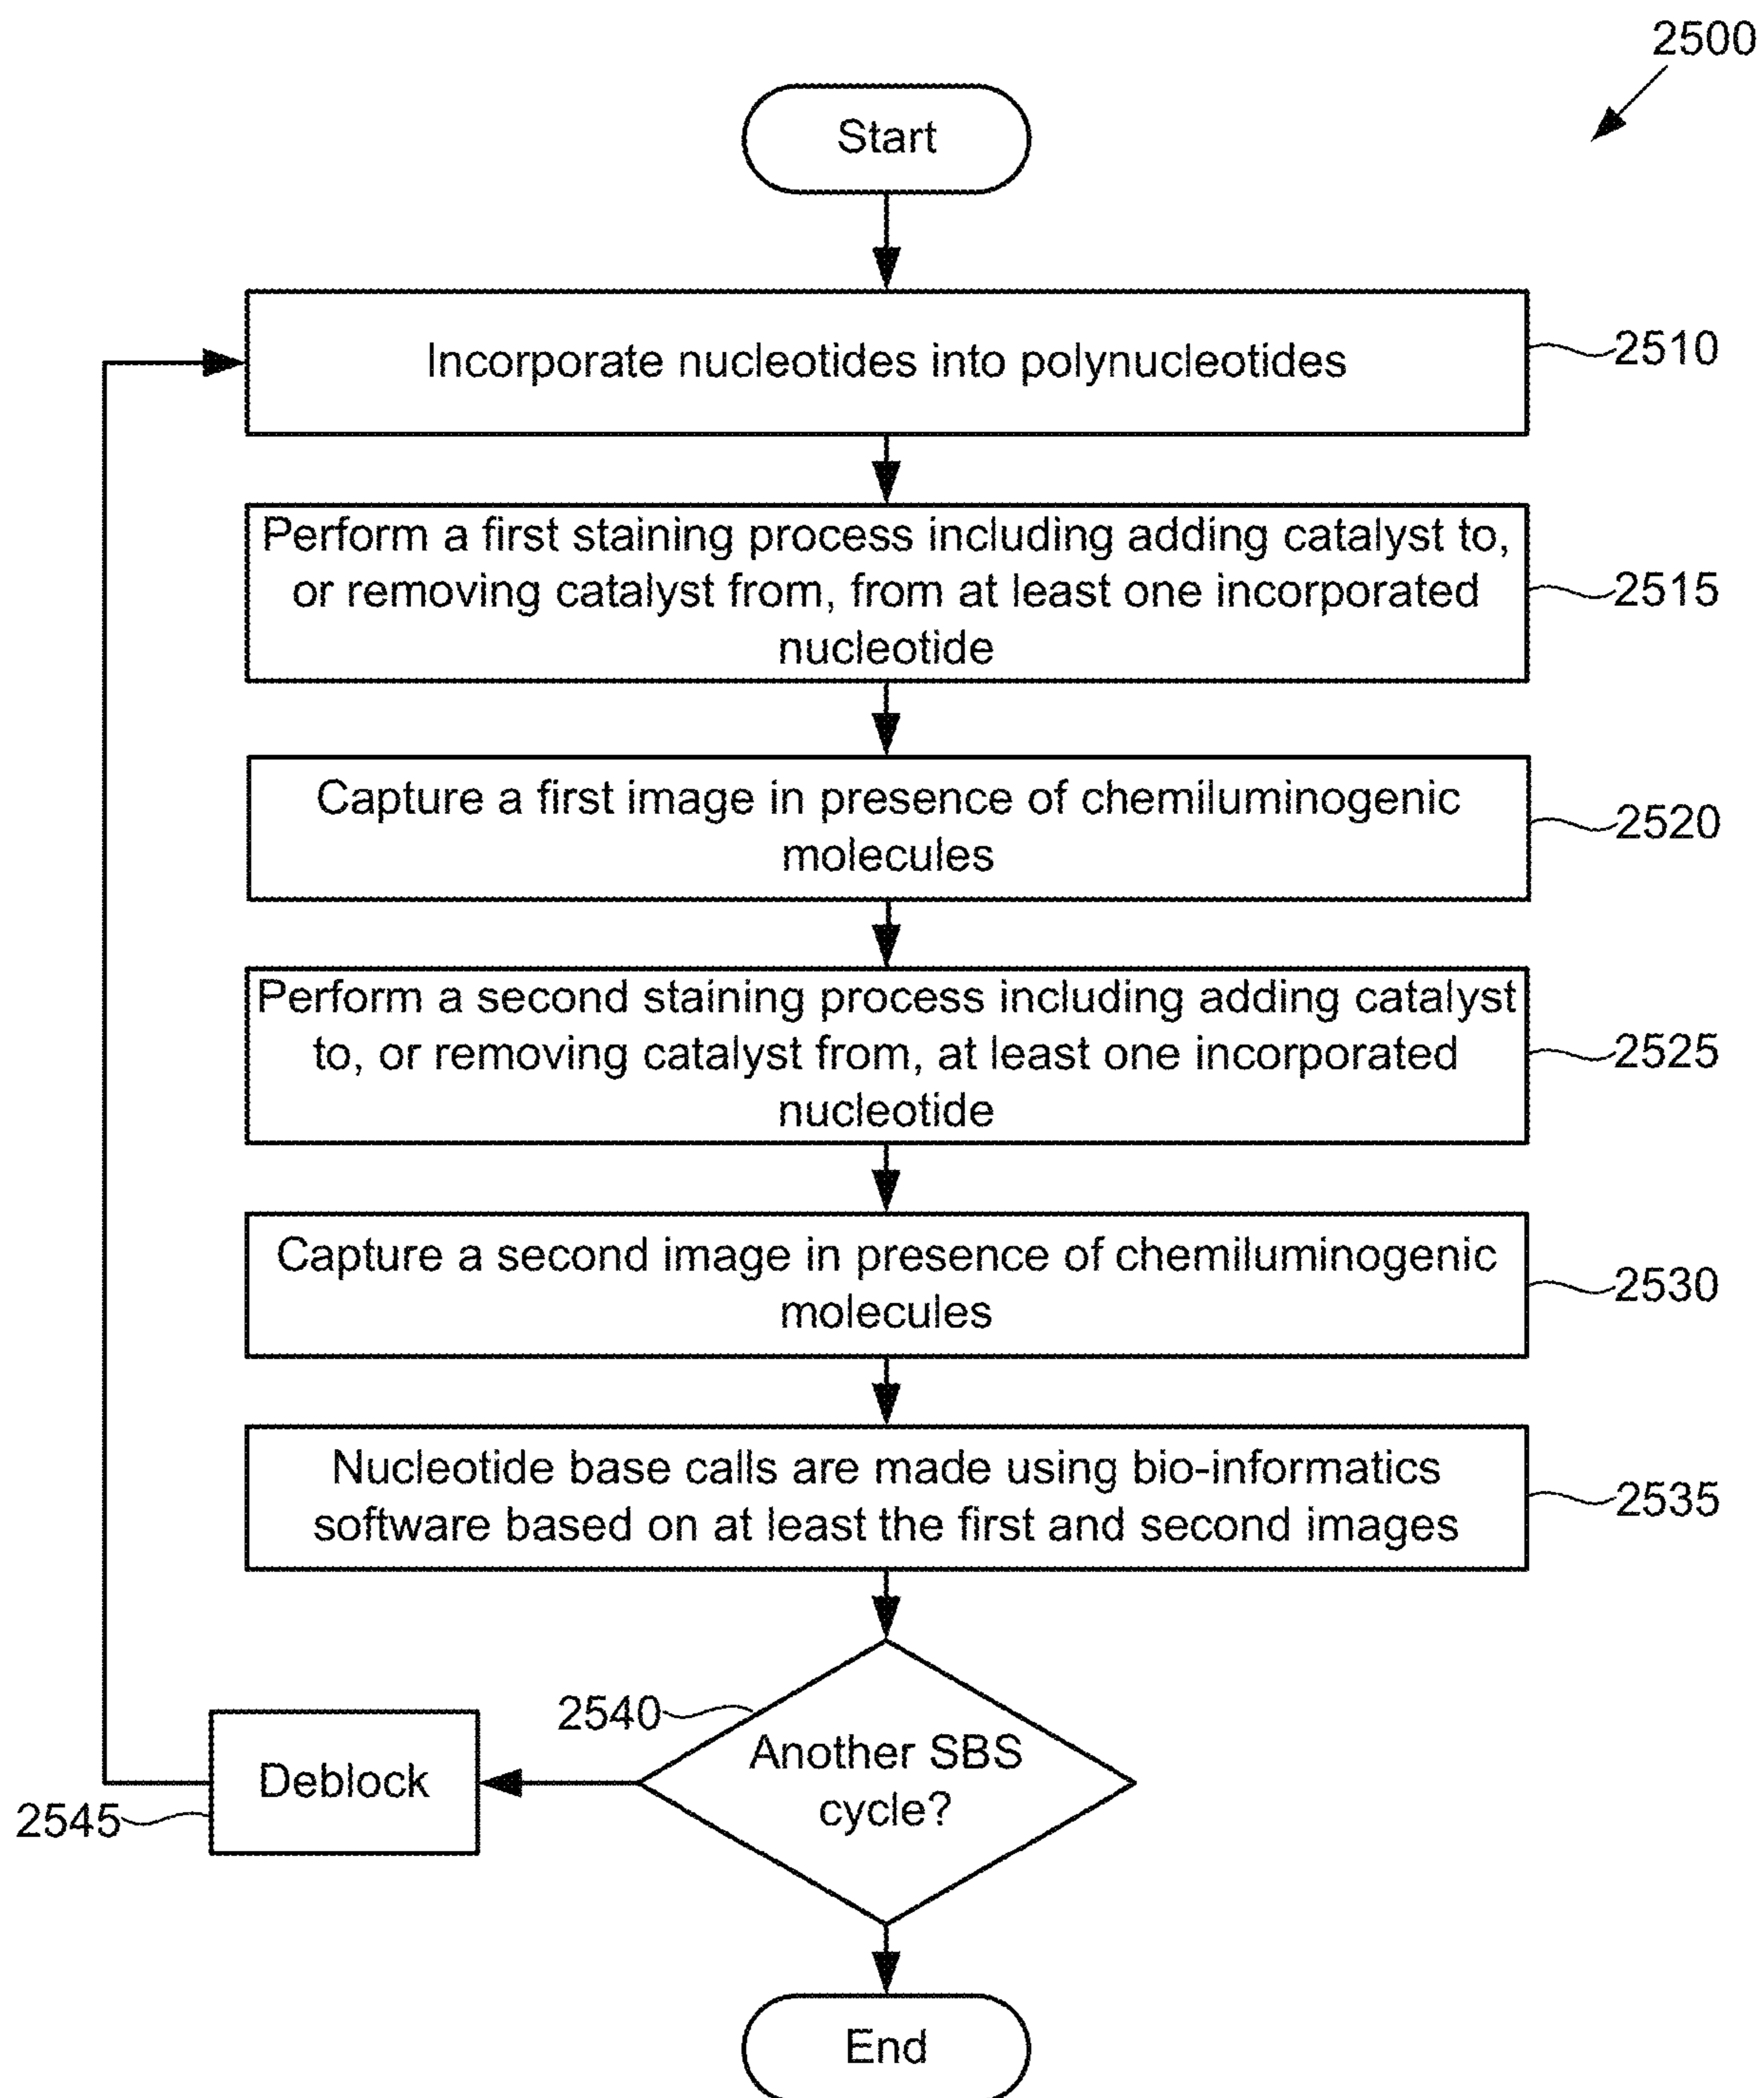 2500
Start
Incorporate nucleotides into polynucleotides
2510
Perform a first staining process including adding catalyst to,
or removing catalyst from, from at least one incorporated
nucleotide
2515
Capture a first image in presence of chemiluminogenic
molecules
2520
Perform a second staining process including adding catalyst
to, or removing catalyst from, at least one incorporated
nucleotide
2525
Capture a second image in presence of chemiluminogenic
molecules
2530
Nucleotide base calls are made using bio-informatics
software based on at least the first and second images
2535
2540
Another SBS
cycle?
Deblock
2545
End